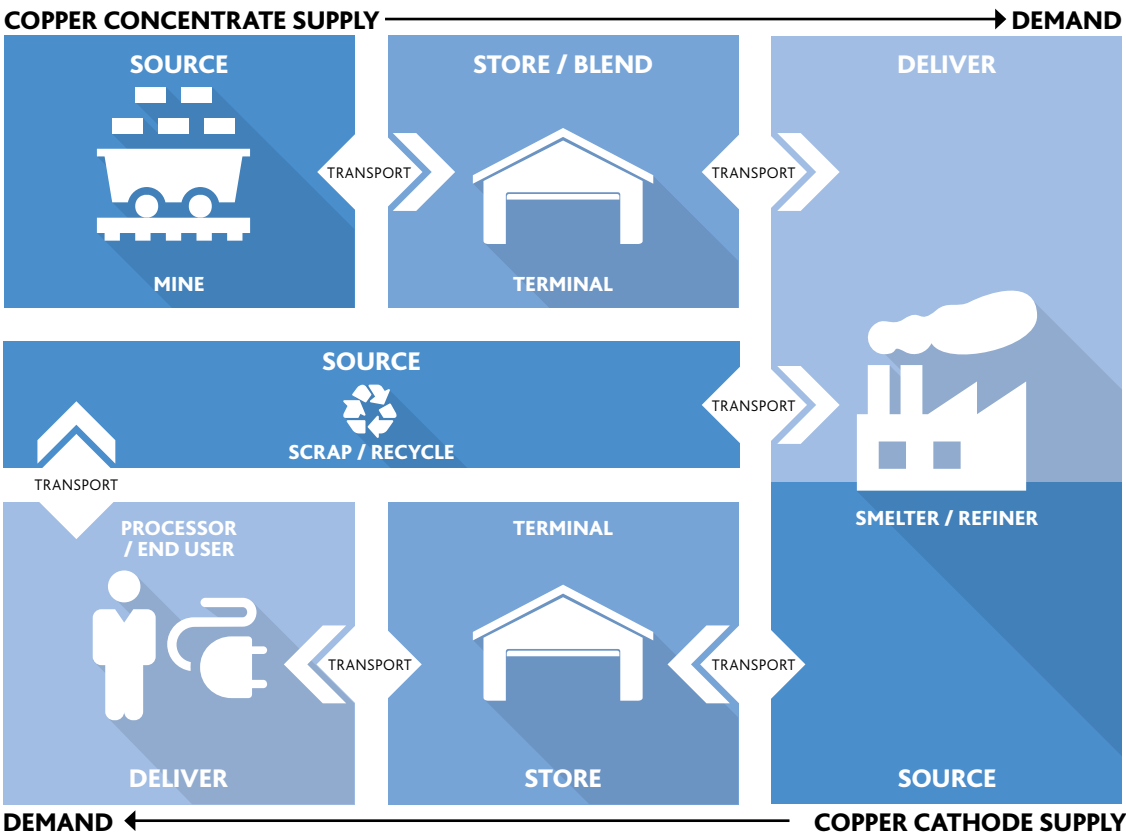 COPPER CONCENTRATE SUPPLY
DEMAND
SOURCE
STORE / BLEND
DELIVER
TRANSPORT
TRANSPORT
MINE
TERMINAL
SOURCE
TRANSPORT
SCRAP / RECYCLE
TRANSPORT
PROCESSOR
/ END USER
TERMINAL
SMELTER / REFINER
TRANSPORT
TRANSPORT
DELIVER
STORE
SOURCE
DEMAND
COPPER CATHODE SUPPLY